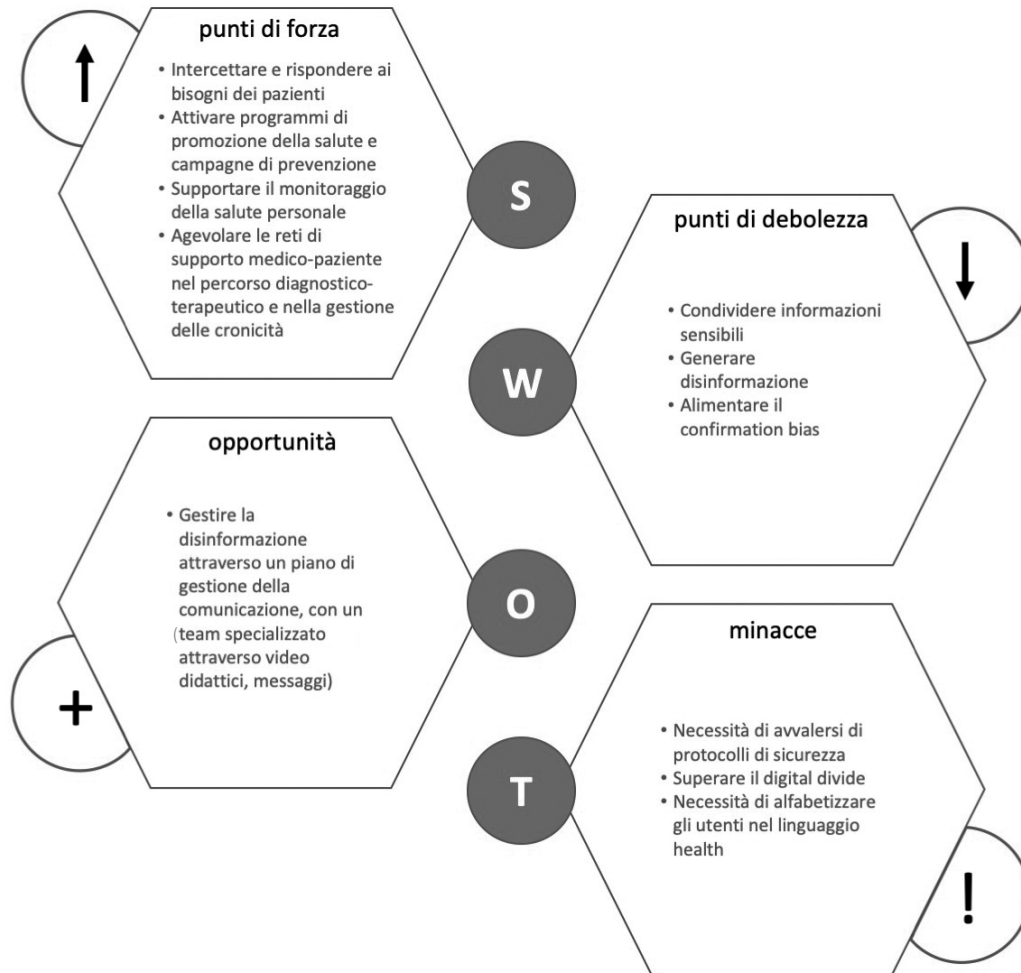 punti di forza
• Intercettare e rispondere ai
bisogni dei pazienti
• Attivare programmi di
promozione della salute e
campagne di prevenzione
• Supportare il monitoraggio
della salute personale
• Agevolare le reti di
supporto medico-paziente
nel percorso diagnostico-
terapeutico e nella gestione
delle cronicità
S
punti di debolezza
• Condividere informazioni
sensibili
• Generare
disinformazione
• Alimentare il
confirmation bias
W
opportunità
• Gestire la
disinformazione
attraverso un piano di
gestione della
comunicazione, con un
(team specializzato
attraverso video
didattici, messaggi)
O
+
minacce
• Necessità di avvalersi di
protocolli di sicurezza
• Superare il digital divide
• Necessità di alfabetizzare
gli utenti nel linguaggio
health
T
!